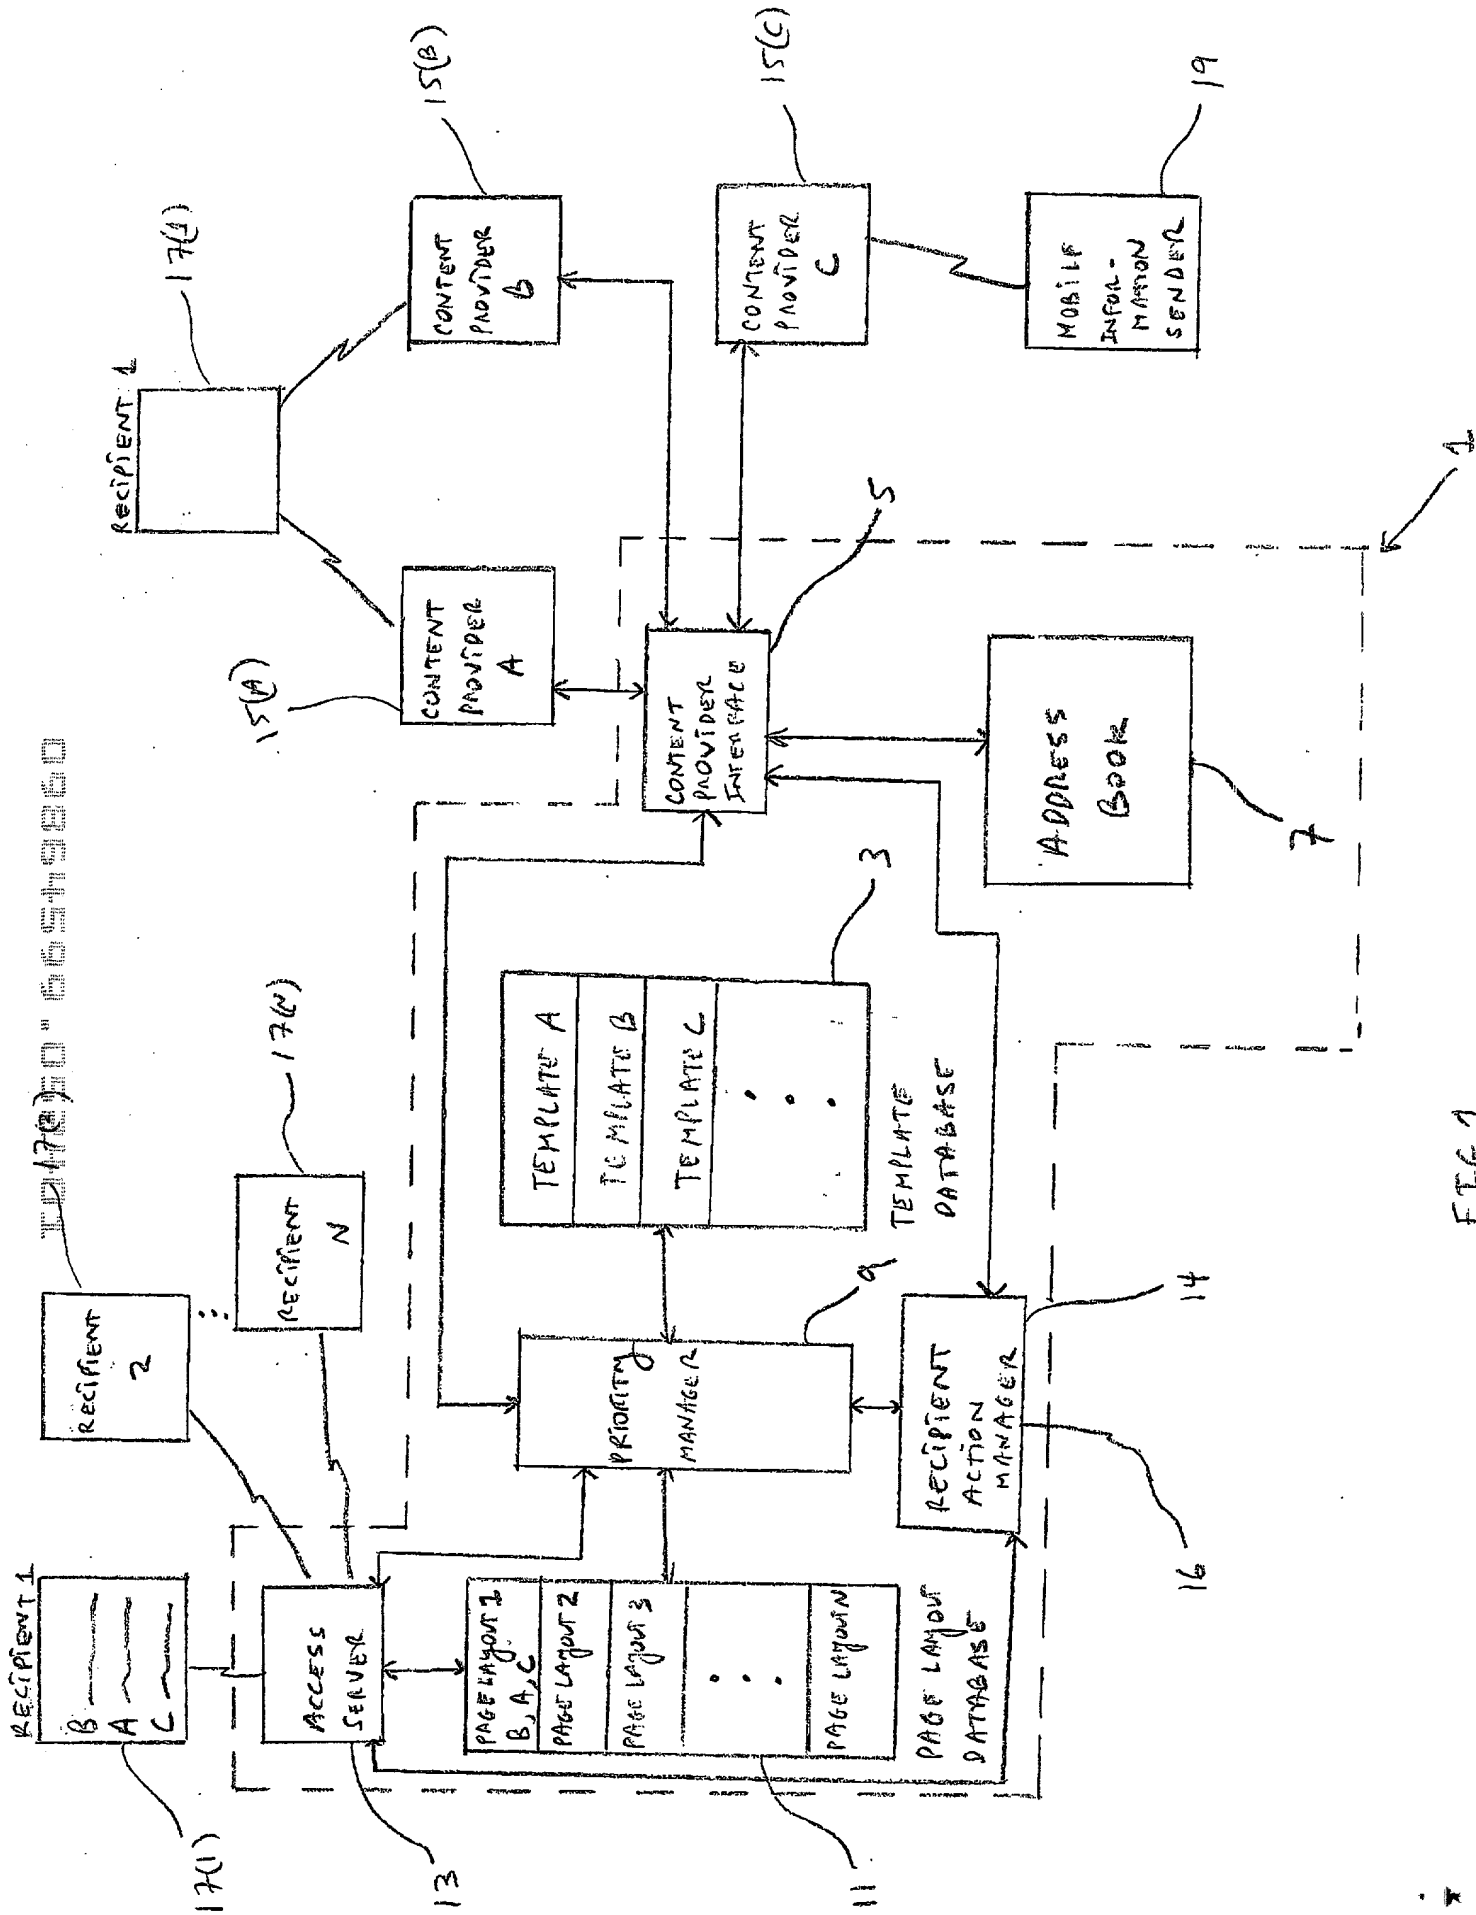 RECIPIENT 1
B
A
C
17(1)
RECIPIENT
2
RECIPIENT
N
17(N)
RECIPIENT 1
17(1)
ACCESS
SERVER
13
CONTENT
PROVIDER
A
15(A)
CONTENT
PROVIDER
B
15(B)
CONTENT
PROVIDER
C
15(C)
MOBILE
INFOR-
MATION
SENDER
19
PAGE LAYOUT 1
B, A, C
PAGE LAYOUT 2
PAGE LAYOUT 3
PAGE LAYOUT N
PAGE LAYOUT
DATABASE
11
PRIORITY
MANAGER
9
TEMPLATE A
TEMPLATE B
TEMPLATE C
TEMPLATE
DATABASE
3
CONTENT
PROVIDER
INTERFACE
5
RECIPIENT
ACTION
MANAGER
14
16
ADDRESS
BOOK
7
1
FIG 1